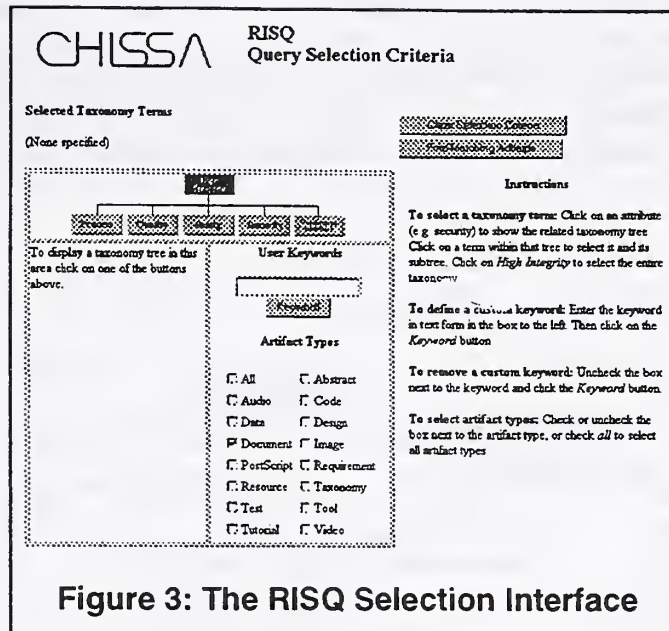 CHISSA
RISQ
Query Selection Criteria
Selected Taxonomy Terms
(None specified)
To display a taxonomy tree in this
area click on one of the buttons
above.
User Keywords
Keyword
Artifact Types
All Abstract
Audio Code
Data Design
Document Image
PostScript Requirement
Resource Taxonomy
Test Tool
Tutorial Video
Instructions
To select a taxonomy term: Click on an attribute
(e g security) to show the related taxonomy tree
Click on a term within that tree to select it and its
subtree. Click on High Integrity to select the entire
taxonomy
To define a custom keyword: Enter the keyword
in text form in the box to the left. Then click on the
Keyword button
To remove a custom keyword: Uncheck the box
next to the keyword and click the Keyword button
To select artifact types: Check or uncheck the
box next to the artifact type, or check all to select
all artifact types
Figure 3: The RISQ Selection Interface